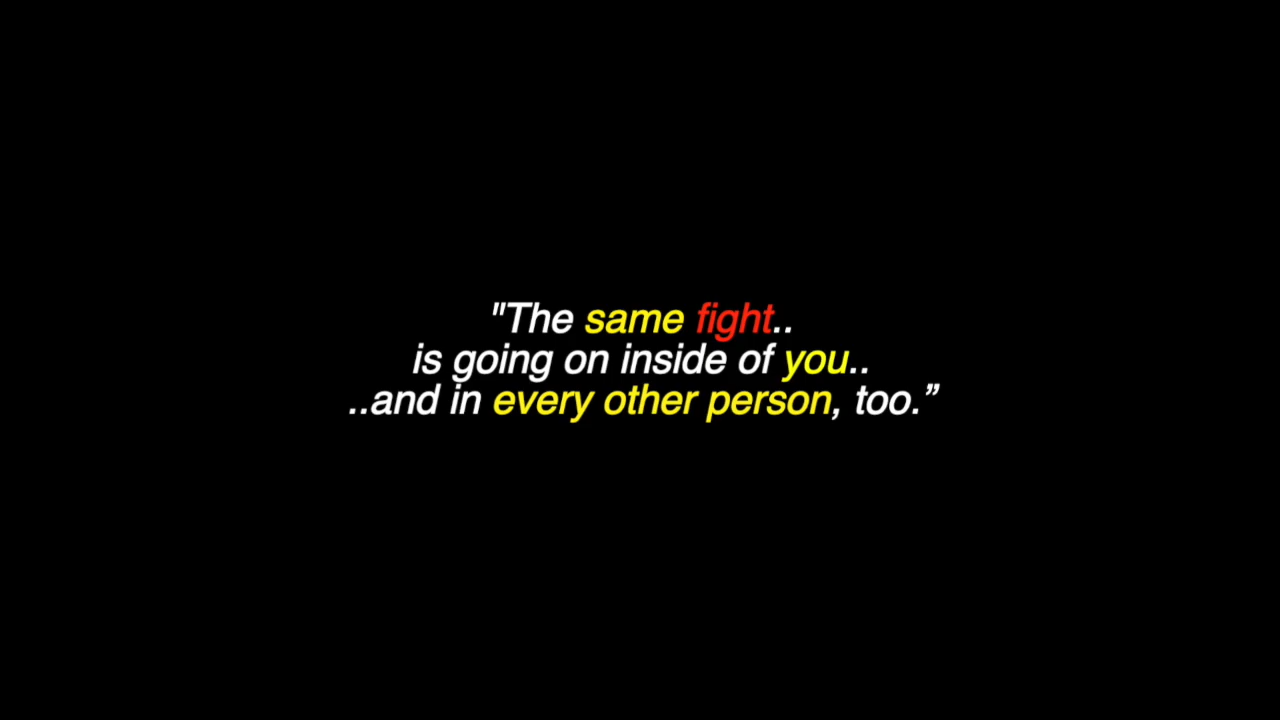 "The same fight..
is going on inside of you..
..and in every other person, too.”